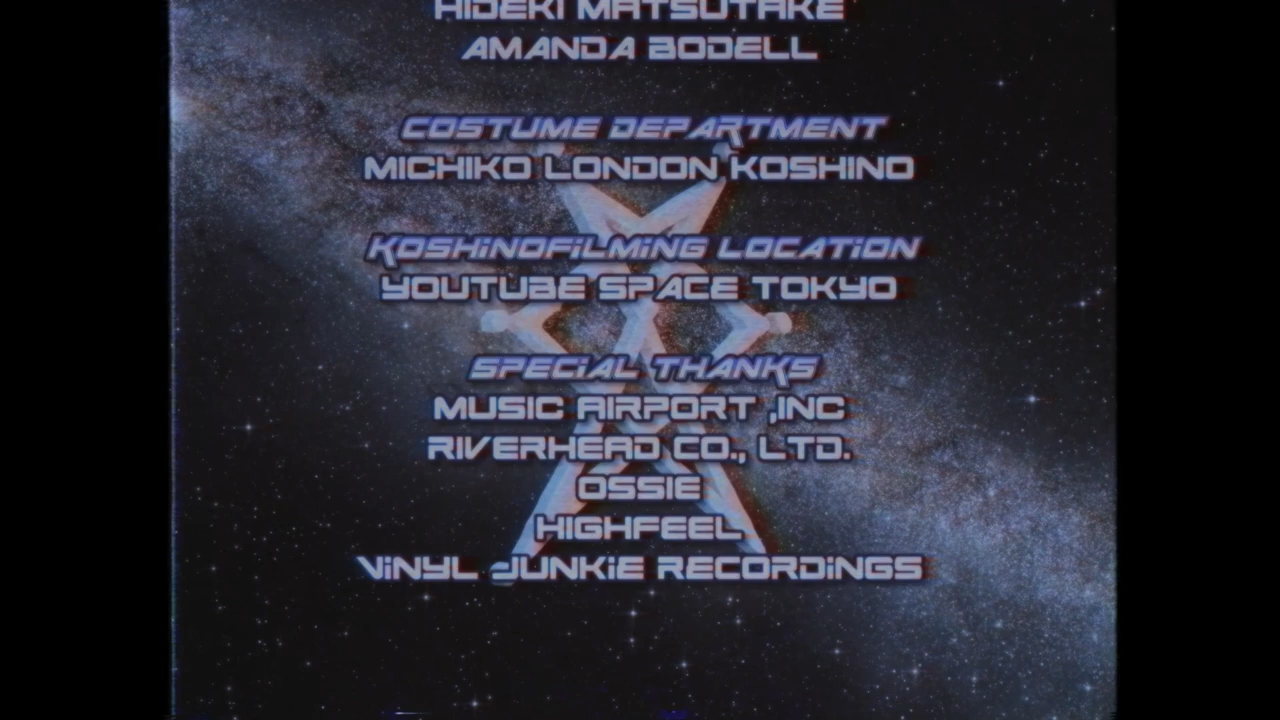 HIDEKI MATSUTAKE
AMANDA BODELL
COSTUME DEPARTMENT
MICHIKO LONDON KOSHINO
KOSHiNOFiLMiNG LOCATiON
YOUTUBE SPACE TOKYO
SPECiAL THANKS
MUSIC AIRPORT ,INC
RIVERHEAD CO., LTD.
OSSIE
HIGHFEEL
ViNYL JUNKiE RECORDiNGS